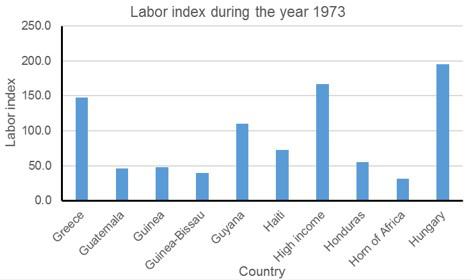 Labor index during the year 1973
250.0
200.0
150.0
100.0
50.0
0.0
Labor index
Greece
Guatemala
Guinea
Guinea-Bissau
Guyana
Haiti
High income
Honduras
Horn of Africa
Hungary
Country